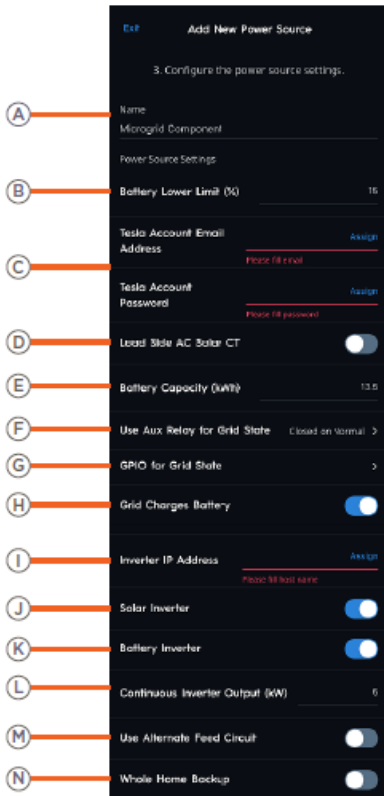 Exit Add New Power Source
3. Configure the power source settings.
A
Name
Microgrid Component
Power Source Settings
B Battery Lower Limit (%) 15
C
Tesla Account Email
Address
Assign
Please fill email
Tesla Account
Password
Assign
Please fill password
D Load Side AC Solar CT
E Battery Capacity (kWh) 13.5
F Use Aux Relay for Grid State Closed on Normal >
G GPIO for Grid State >
H Grid Charges Battery
I Inverter IP Address Assign
Please fill host name
J Solar Inverter
K Battery Inverter
L Continuous Inverter Output (kW) 6
M Use Alternate Feed Circuit
N Whole Home Backup